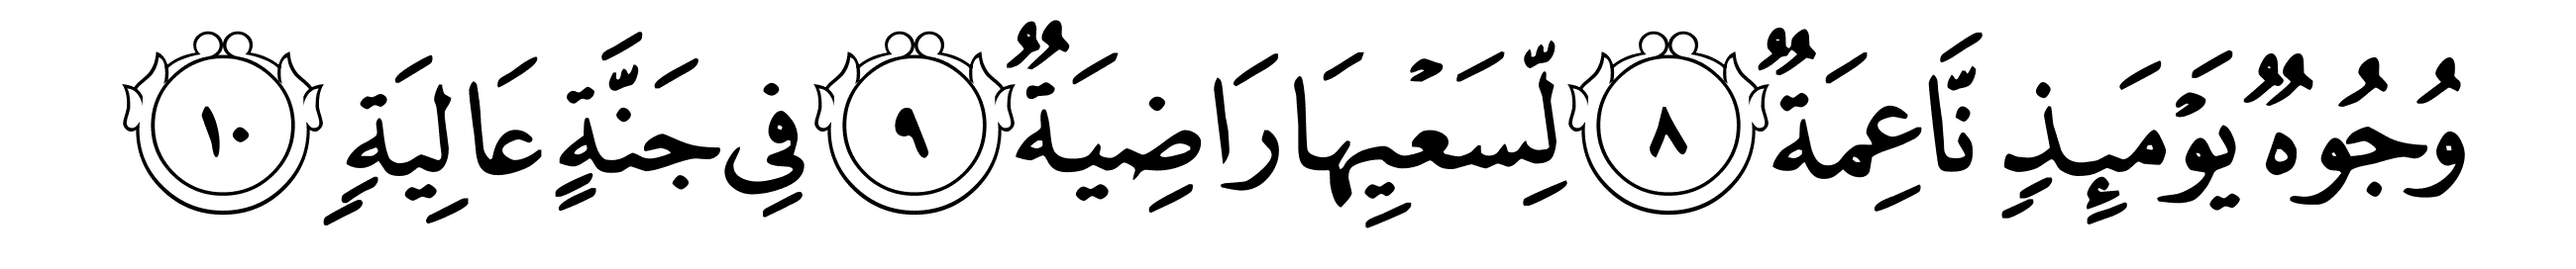 وُجُوهٌ يَوْمَئِذٍ نَّاعِمَةٌ ٨ لِّسَعْيِهَا رَاضِيَةٌ ٩ فِي جَنَّةٍ عَالِيَةٍ ١٠